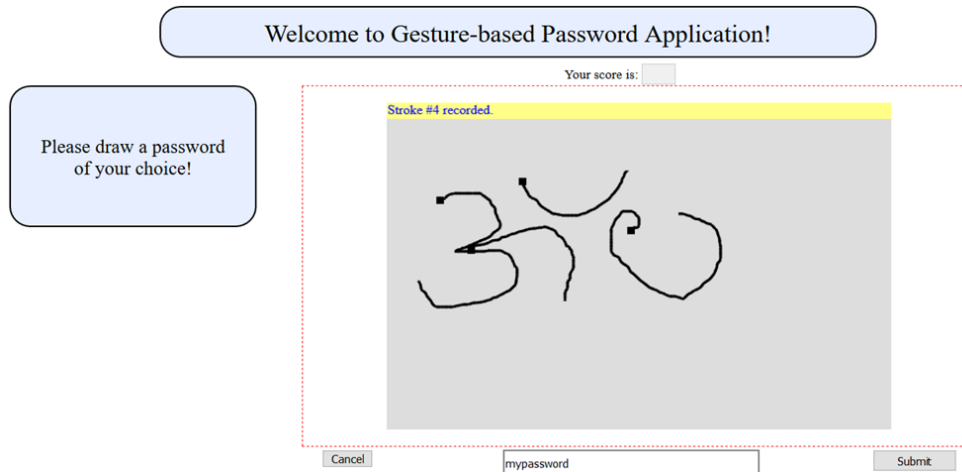 Welcome to Gesture-based Password Application!
Your score is:
Please draw a password
of your choice!
Stroke #4 recorded.
Cancel
mypassword
Submit